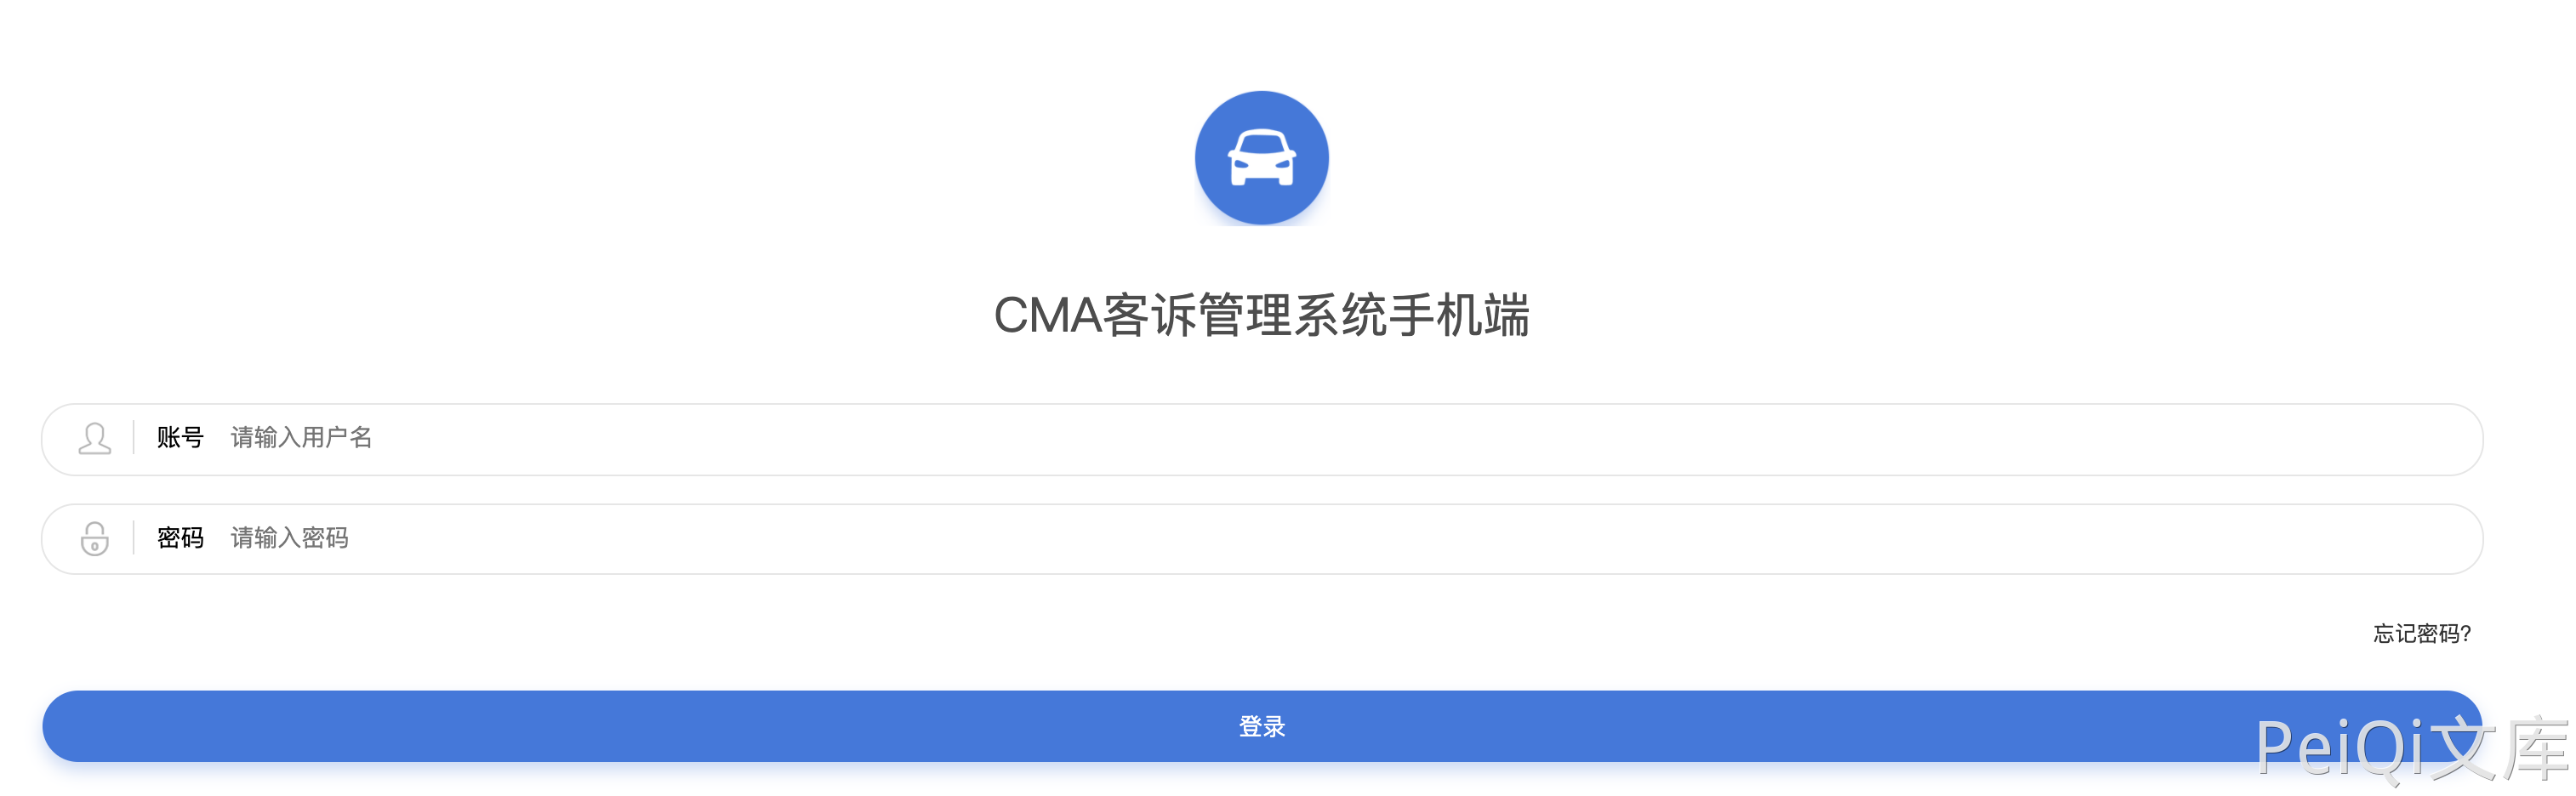 CMA客诉管理系统手机端
账号 请输入用户名
密码 请输入密码
忘记密码?
登录
PeiQi文库